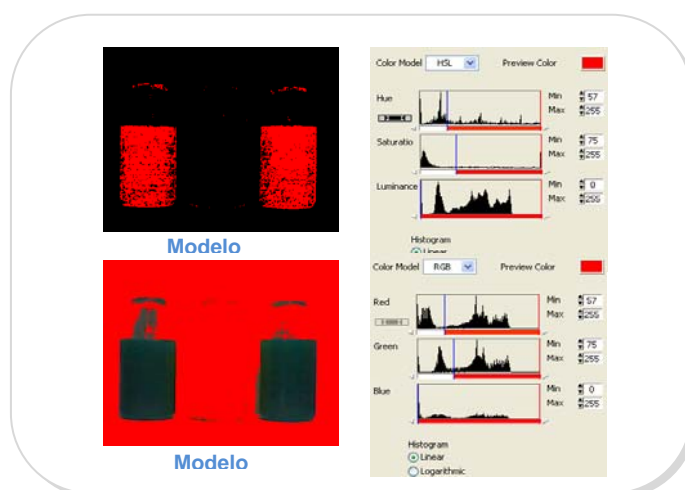 Color Model HSL Preview Color
Hue
Min 57
Max 255
Saturatio
Min 75
Max 255
Luminance
Min 0
Max 255
Histogram
Linear
Modelo
Color Model RGB Preview Color
Red
Min 57
Max 255
Green
Min 75
Max 255
Blue
Min 0
Max 255
Histogram
Linear
Logarithmic
Modelo